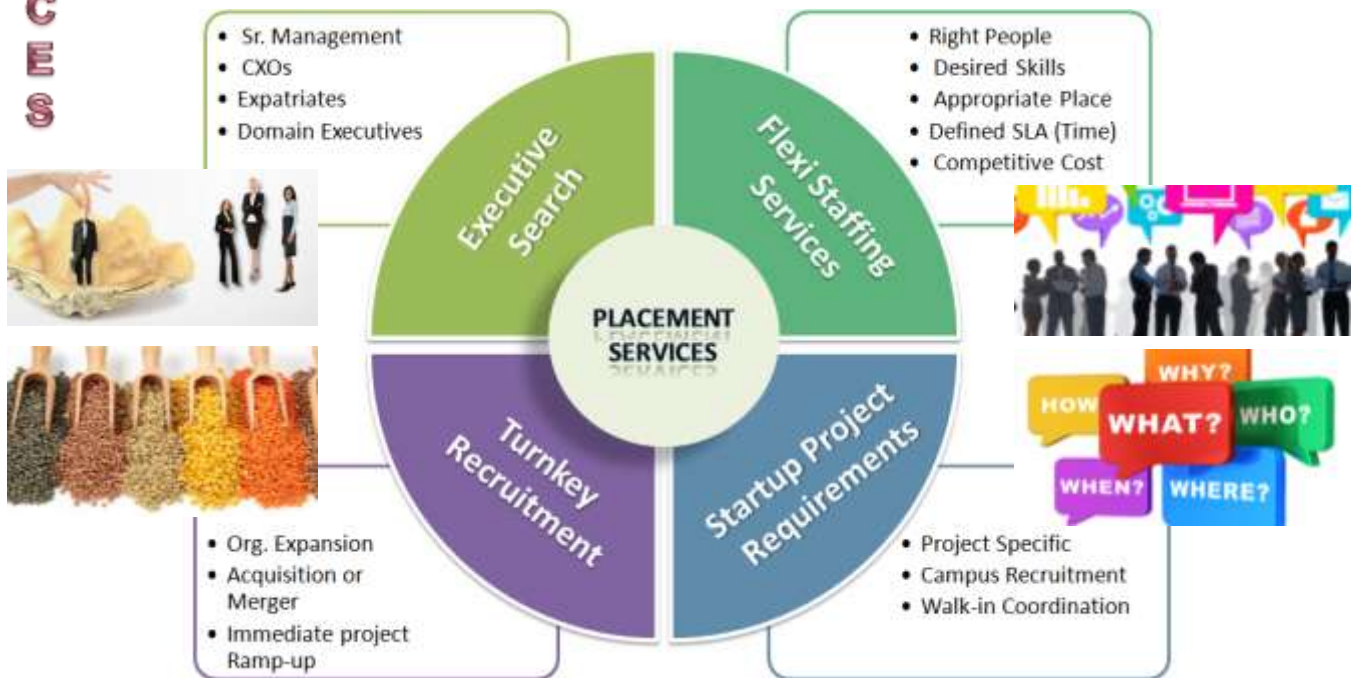 C
E
S
Sr. Management
CXOs
Expatriates
Domain Executives
Right People
Desired Skills
Appropriate Place
Defined SLA (Time)
Competitive Cost
Executive
Search
Flexi Staffing
Services
PLACEMENT
SERVICES
Turnkey
Recruitment
Startup Project
Requirements
WHY?
HOW
WHAT?
WHO?
WHEN?
WHERE?
Org. Expansion
Acquisition or
Merger
Immediate project
Ramp-up
Project Specific
Campus Recruitment
Walk-in Coordination